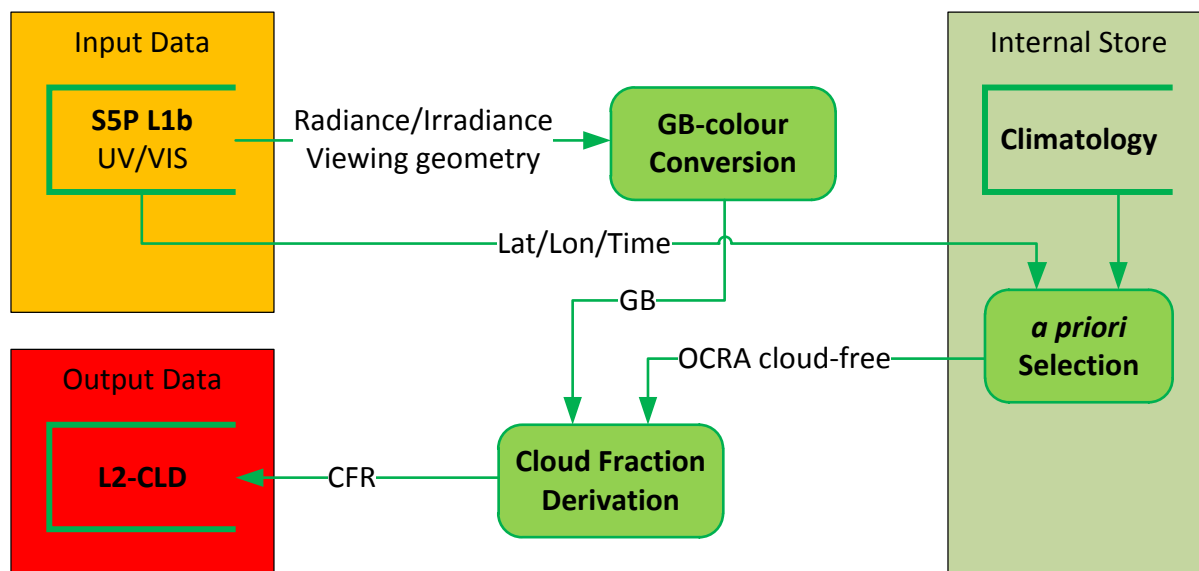 Input Data
S5P L1b
UV/VIS
Radiance/Irradiance
Viewing geometry
GB-colour
Conversion
Internal Store
Climatology
Lat/Lon/Time
GB
a priori
Selection
OCRA cloud-free
Output Data
L2-CLD
CFR
Cloud Fraction
Derivation